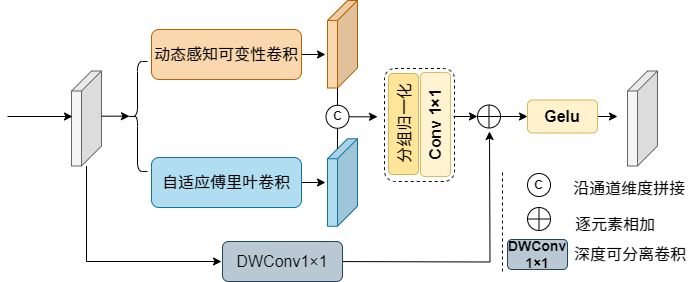 动态感知可变性卷积
C
分组归一化
Conv 1×1
Gelu
自适应傅里叶卷积
DWConv1×1
C
沿通道维度拼接
逐元素相加
DWConv
1×1
深度可分离卷积